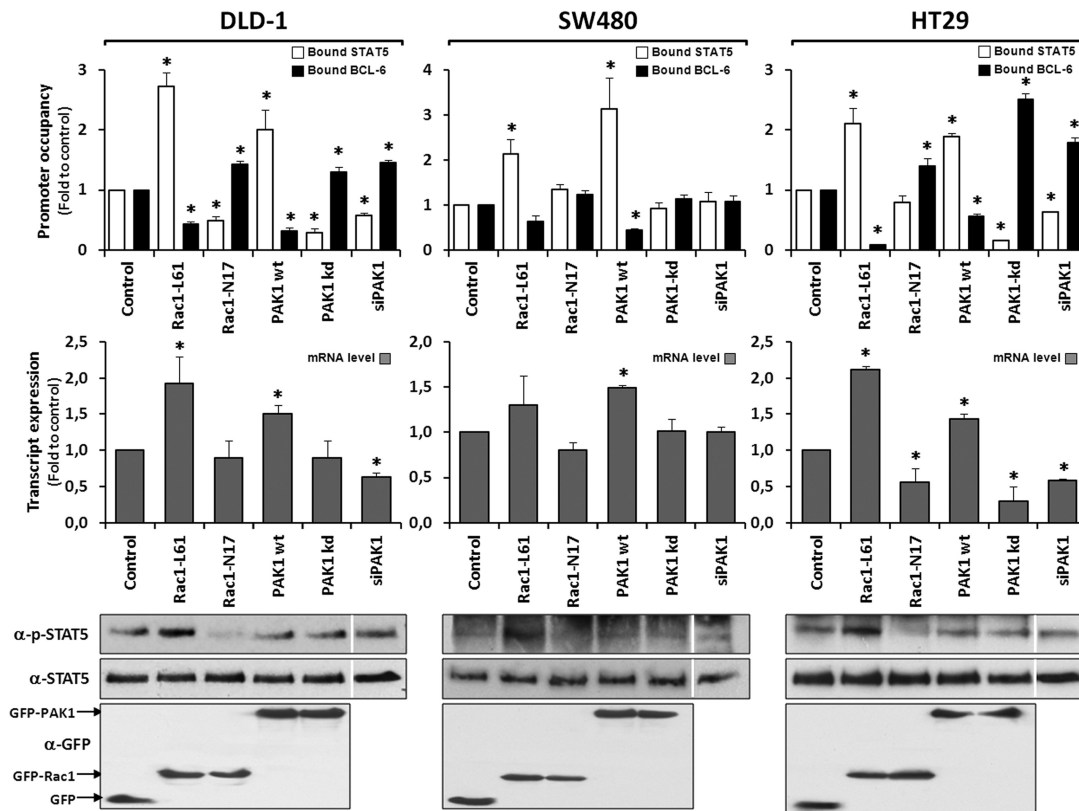 DLD-1 SW480 HT29
Bound STAT5 Bound STAT5 Bound STAT5
Bound BCL-6 Bound BCL-6 Bound BCL-6
Promoter occupancy
(Fold to control)
3 4 3
* * * * * * * * * *
2 3 2
1 2 1
0 1 0
0
* * *
* * * * * * * * *
Control Rac1-L61 Rac1-N17 PAK1 wt PAK1 kd siPAK1
Control Rac1-L61 Rac1-N17 PAK1 wt PAK1-kd siPAK1
Control Rac1-L61 Rac1-N17 PAK1 wt PAK1-kd siPAK1
Transcript expression
(Fold to control)
mRNA level mRNA level mRNA level
2,5 2,0 2,5
2,0 1,5 2,0
1,5 1,0 1,5
1,0 0,5 1,0
0,5 0,0 0,5
0,0 0,0
* * * * * * * * *
Control Rac1-L61 Rac1-N17 PAK1 wt PAK1 kd siPAK1
Control Rac1-L61 Rac1-N17 PAK1 wt PAK1 kd siPAK1
Control Rac1-L61 Rac1-N17 PAK1 wt PAK1 kd siPAK1
α-p-STAT5
α-STAT5
GFP-PAK1
α-GFP
GFP-Rac1
GFP